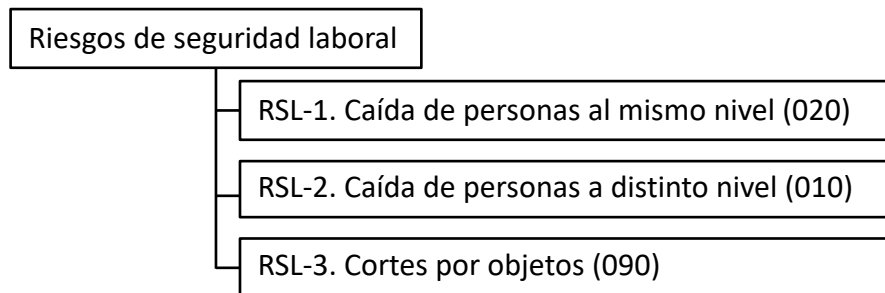 Riesgos de seguridad laboral
RSL-1. Caída de personas al mismo nivel (020)
RSL-2. Caída de personas a distinto nivel (010)
RSL-3. Cortes por objetos (090)